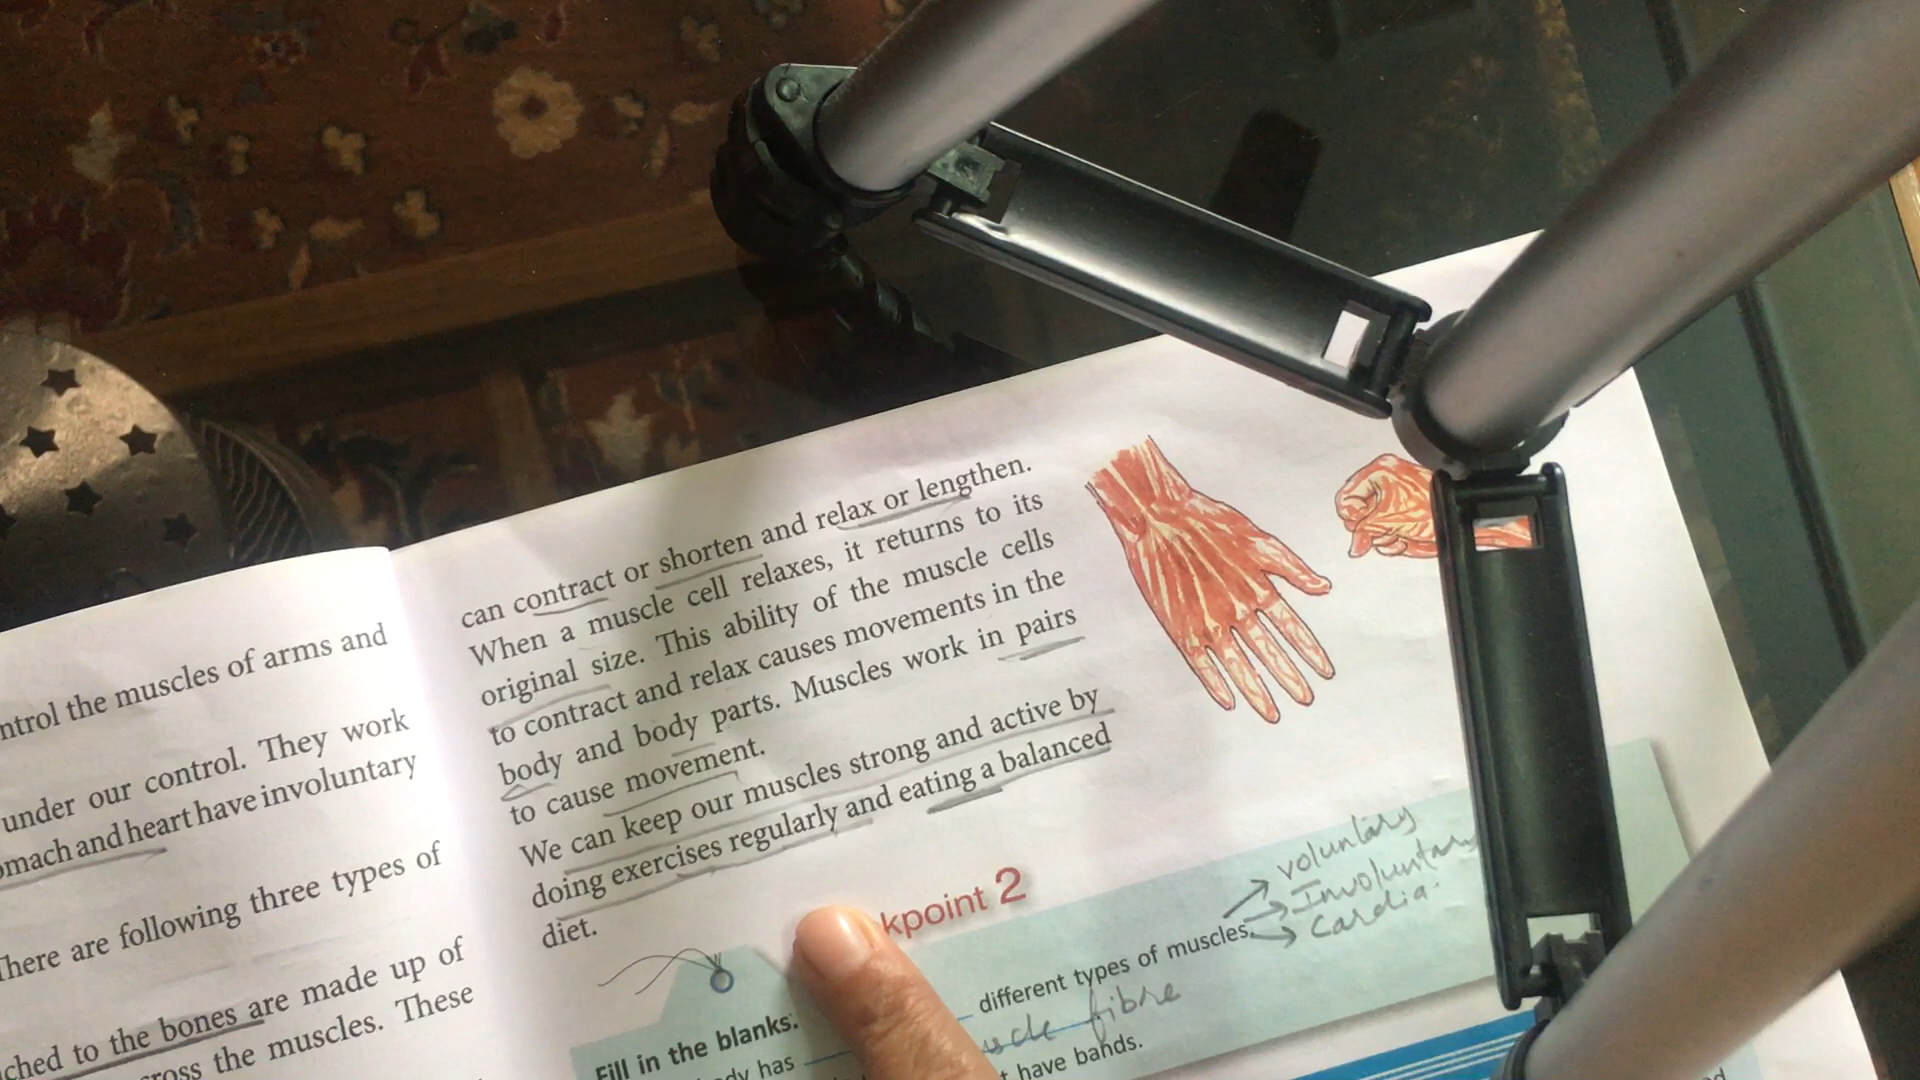 ntrol the muscles of arms and
under our control. They work
omach and heart have involuntary
There are following three types of
ched to the bones are made up of
ross the muscles. These
can contract or shorten and relax or lengthen.
When a muscle cell relaxes, it returns to its
original size. This ability of the muscle cells
to contract and relax causes movements in the
body and body parts. Muscles work in pairs
to cause movement.
We can keep our muscles strong and active by
doing exercises regularly and eating a balanced
diet.
kpoint 2
Fill in the blanks.
dy has different types of muscles.
voluntary
Involuntary
Cardia
uscle fibre
have bands.